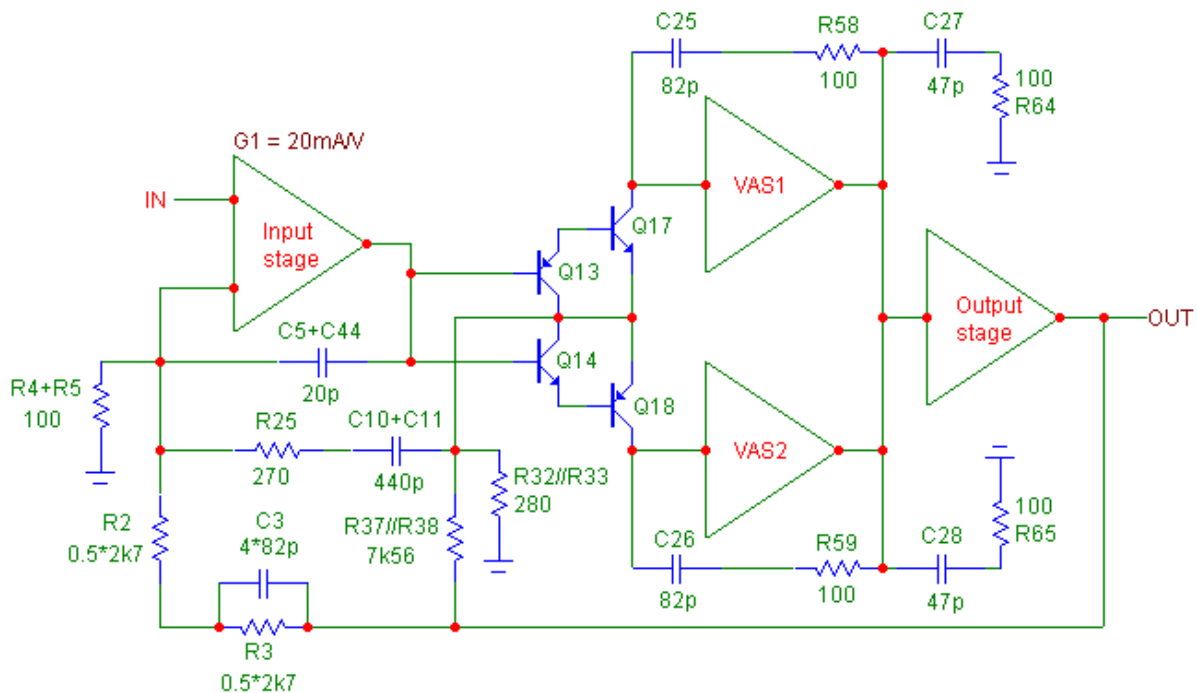 C25
82p
R58
100
C27
47p
100
R64
G1 = 20mA/V
IN
Input
stage
Q17
Q13
VAS1
Output
stage
OUT
C5+C44
20p
Q14
R4+R5
100
R25
270
C10+C11
440p
Q18
VAS2
R32//R33
280
R2
0.5*2k7
C3
4*82p
R37//R38
7k56
R3
0.5*2k7
C26
82p
R59
100
C28
47p
100
R65